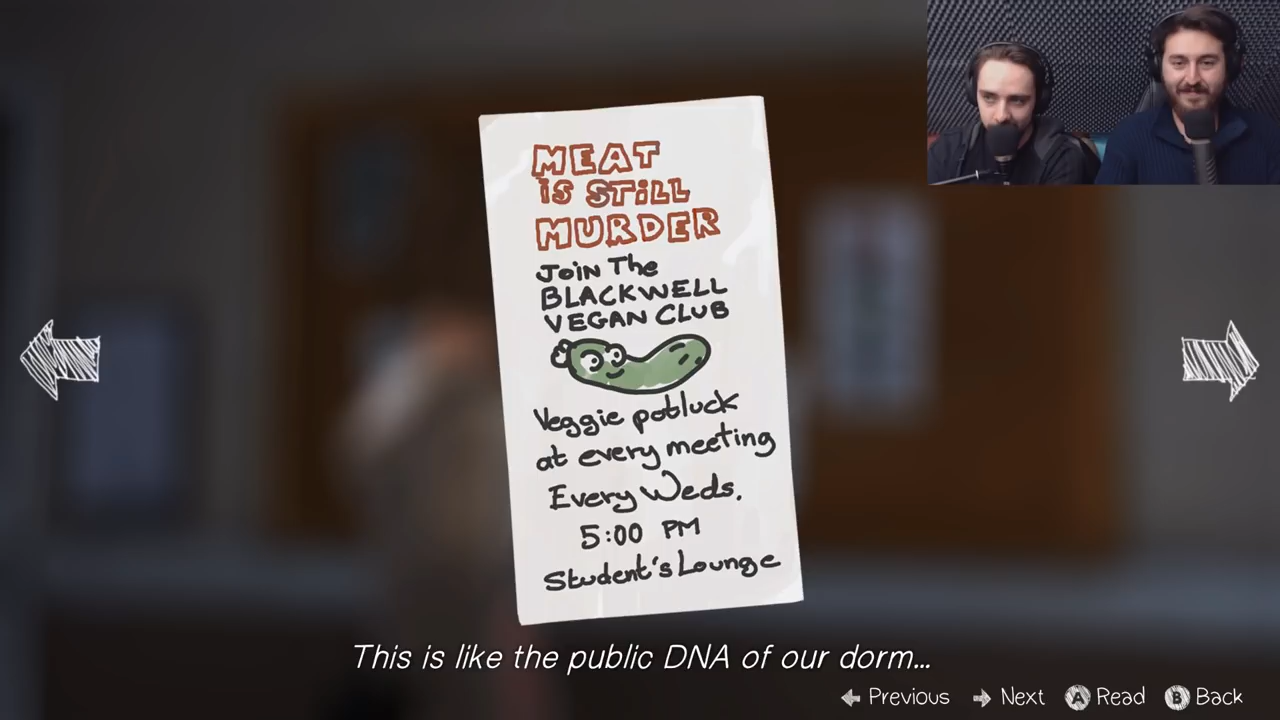 MEAT
iS STiLL
MURDER
Join The
BLACKWELL
VEGAN CLUB
Veggie potluck
at every meeting
Every Weds.
5:00 PM
Student's Lounge
This is like the public DNA of our dorm...
Previous Next A Read B Back